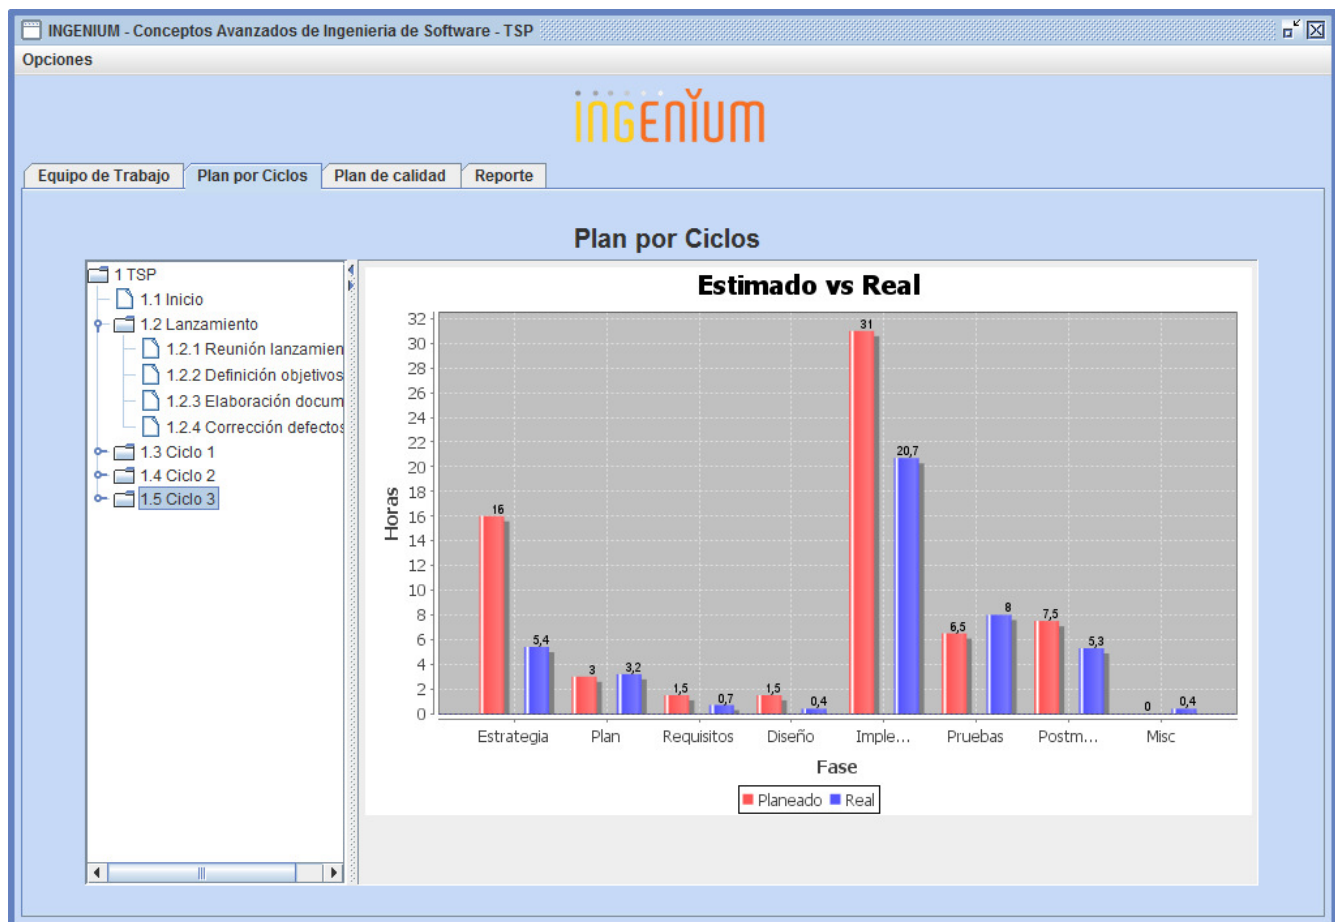 INGENIUM - Conceptos Avanzados de Ingenieria de Software - TSP
Opciones
inGEnĭUm
Equipo de Trabajo Plan por Ciclos Plan de calidad Reporte
Plan por Ciclos
1 TSP
1.1 Inicio
1.2 Lanzamiento
1.2.1 Reunión lanzamien
1.2.2 Definición objetivos
1.2.3 Elaboración docum
1.2.4 Corrección defectos
1.3 Ciclo 1
1.4 Ciclo 2
1.5 Ciclo 3
Estimado vs Real
Horas
32
30
28
26
24
22
20
18
16
14
12
10
8
6
4
2
0
16 5,4 3 3,2 1,5 0,7 1,5 0,4 31 20,7 6,5 8 7,5 5,3 0 0,4
Estrategia Plan Requisitos Diseño Imple... Pruebas Postm... Misc
Fase
Planeado Real